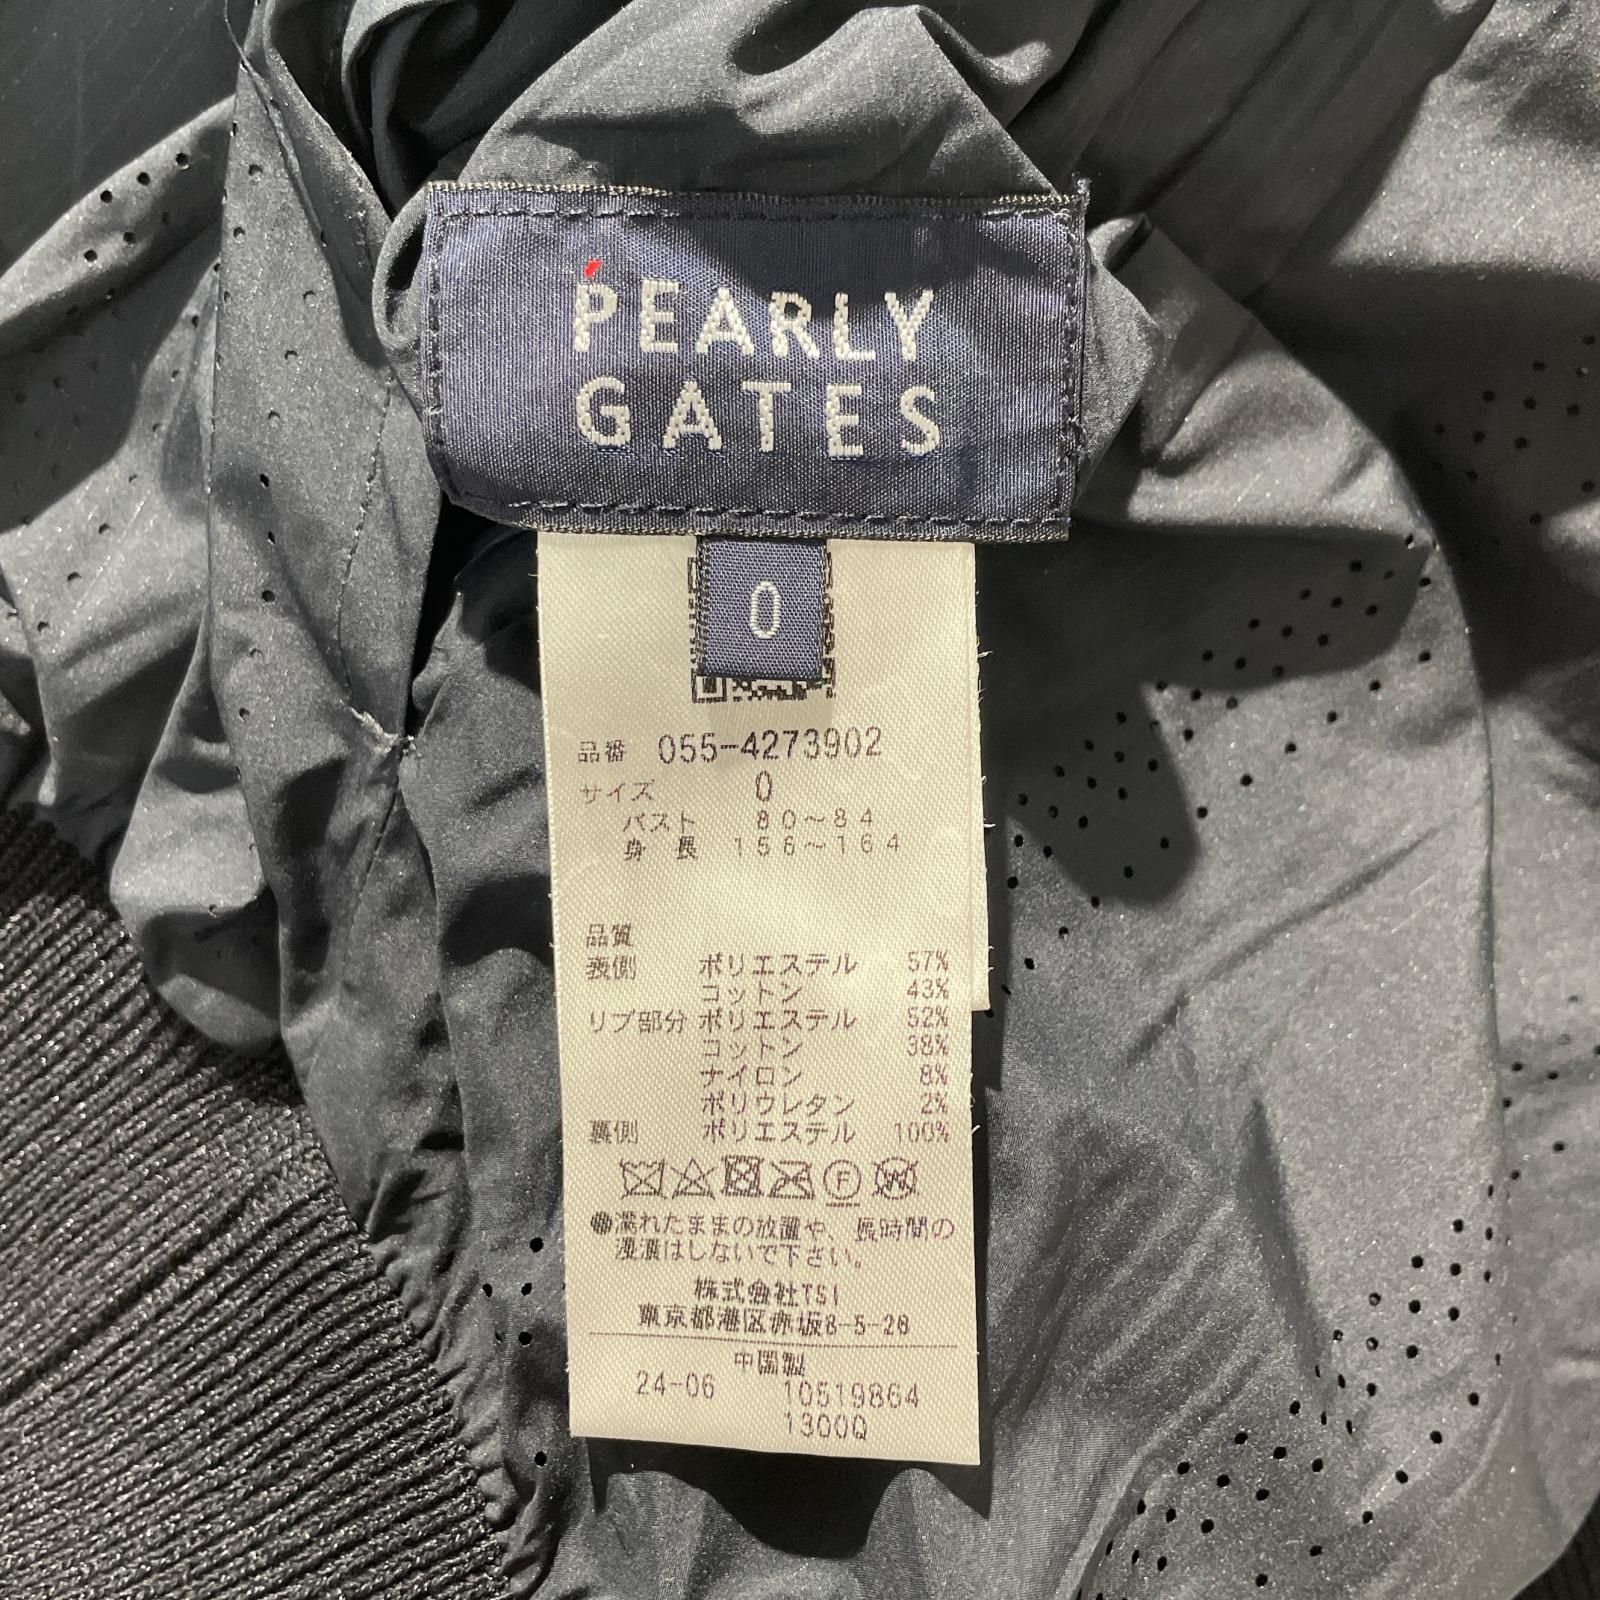 PEARLY
GATES
0
品番 055-4273902
サイズ 0
バスト 80～84
身 長 156～164
品質
表側 ポリエステル 57%
コットン 43%
リブ部分 ポリエステル 52%
コットン 38%
ナイロン 8%
ポリウレタン 2%
裏側 ポリエステル 100%
F
W
●濡れたままの放置や、長時間の
浸漬はしないで下さい。
株式会社TSI
東京都港区赤坂8-5-28
中国製
24-06 10519864
1300Q